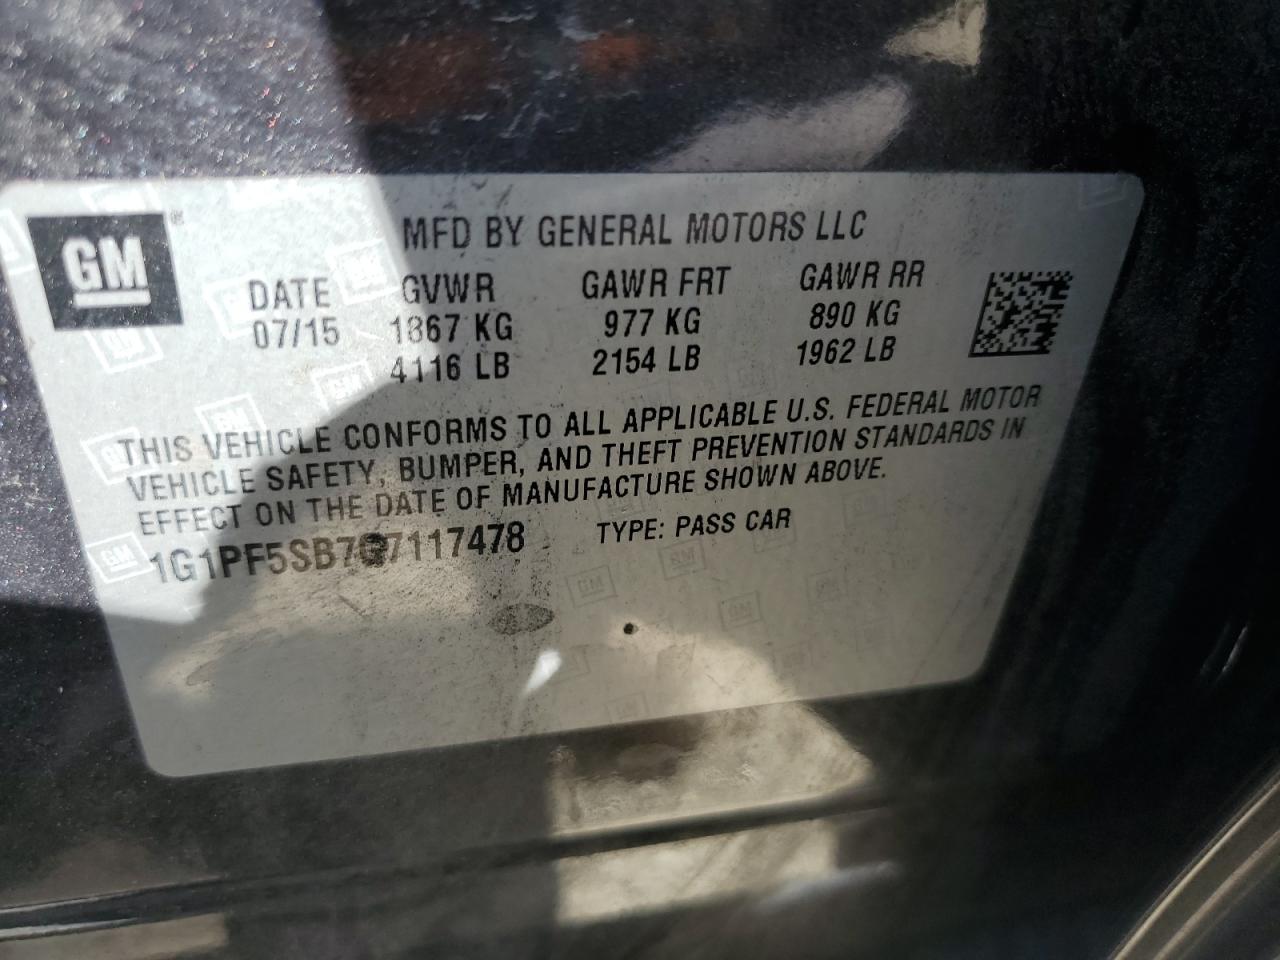 GM
MFD BY GENERAL MOTORS LLC
DATE GVWR GAWR FRT GAWR RR
07/15 1867 KG 977 KG 890 KG
4116 LB 2154 LB 1962 LB
THIS VEHICLE CONFORMS TO ALL APPLICABLE U.S. FEDERAL MOTOR
VEHICLE SAFETY, BUMPER, AND THEFT PREVENTION STANDARDS IN
EFFECT ON THE DATE OF MANUFACTURE SHOWN ABOVE.
1G1PF5SB7G7117478 TYPE: PASS CAR